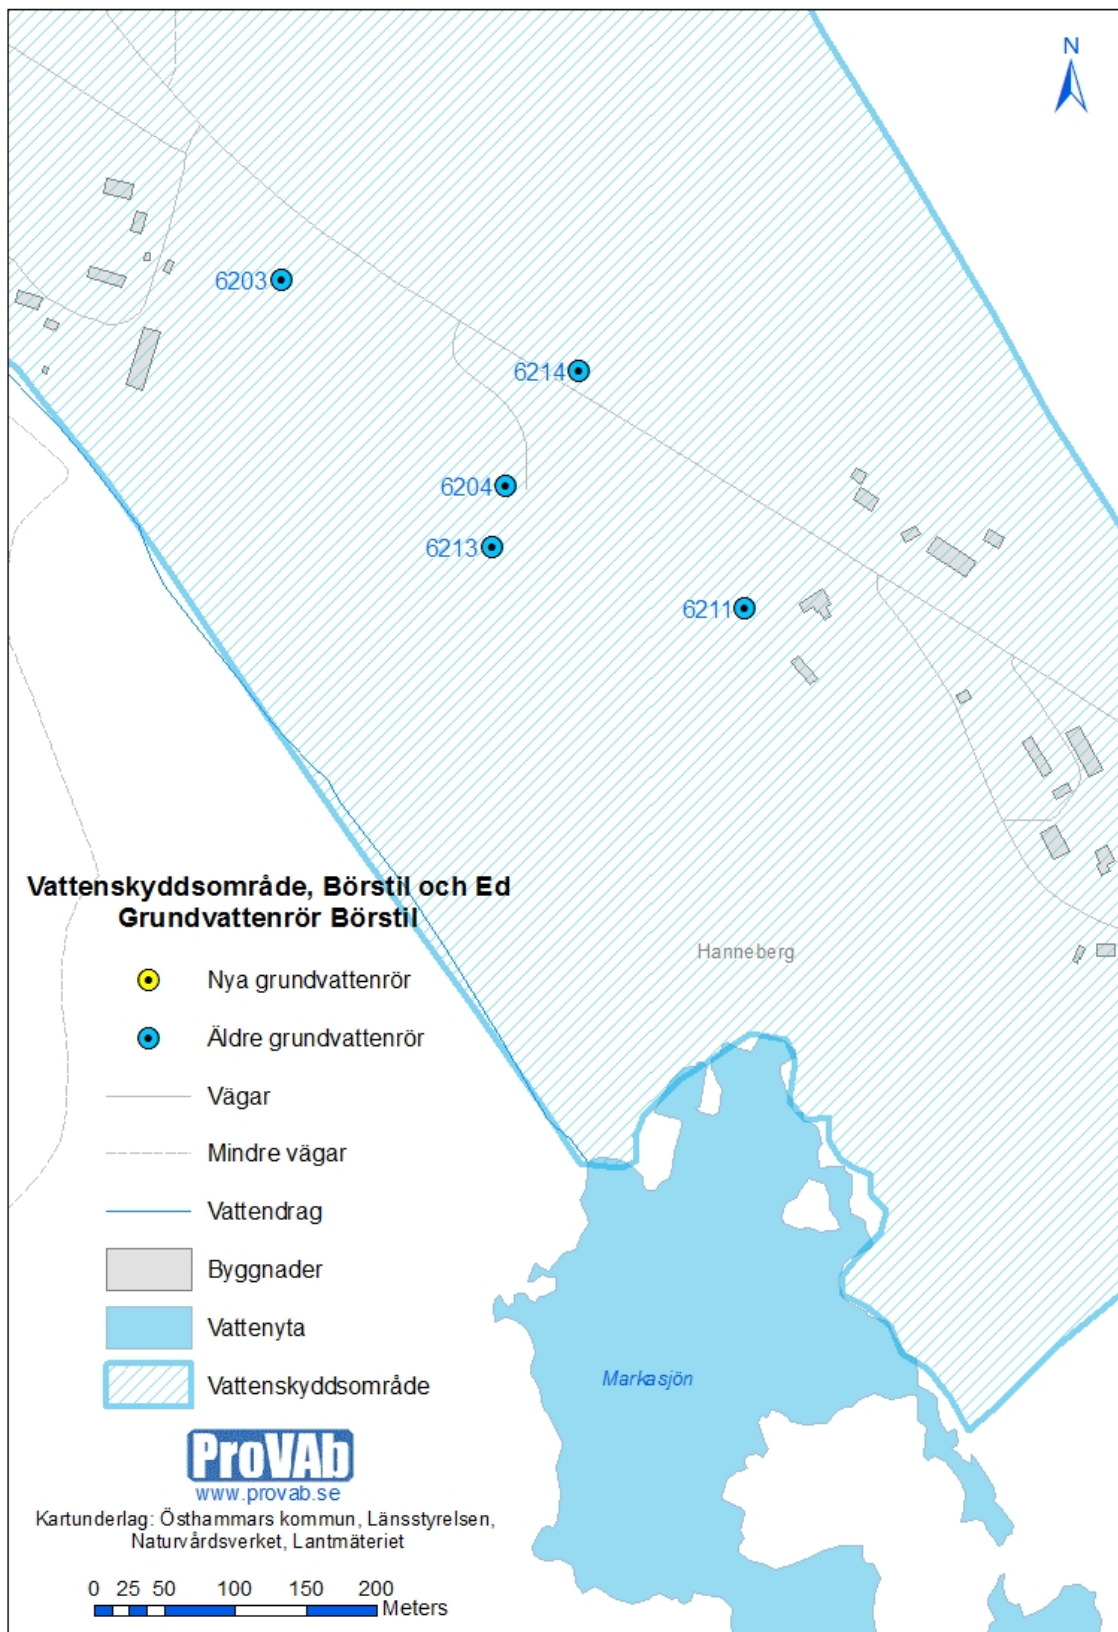 N
6203
6214
6204
6213
6211
Vattenskyddsområde, Börstil och Ed
Grundvattenrör Börstil
Hanneberg
Nya grundvattenrör
Äldre grundvattenrör
Vägar
Mindre vägar
Vattendrag
Byggnader
Vattenyta
Vattenskyddsområde
Markasjön
ProVAb
www.provab.se
Kartunderlag: Östhammars kommun, Länsstyrelsen,
Naturvårdsverket, Lantmäteriet
0 25 50 100 150 200
Meters